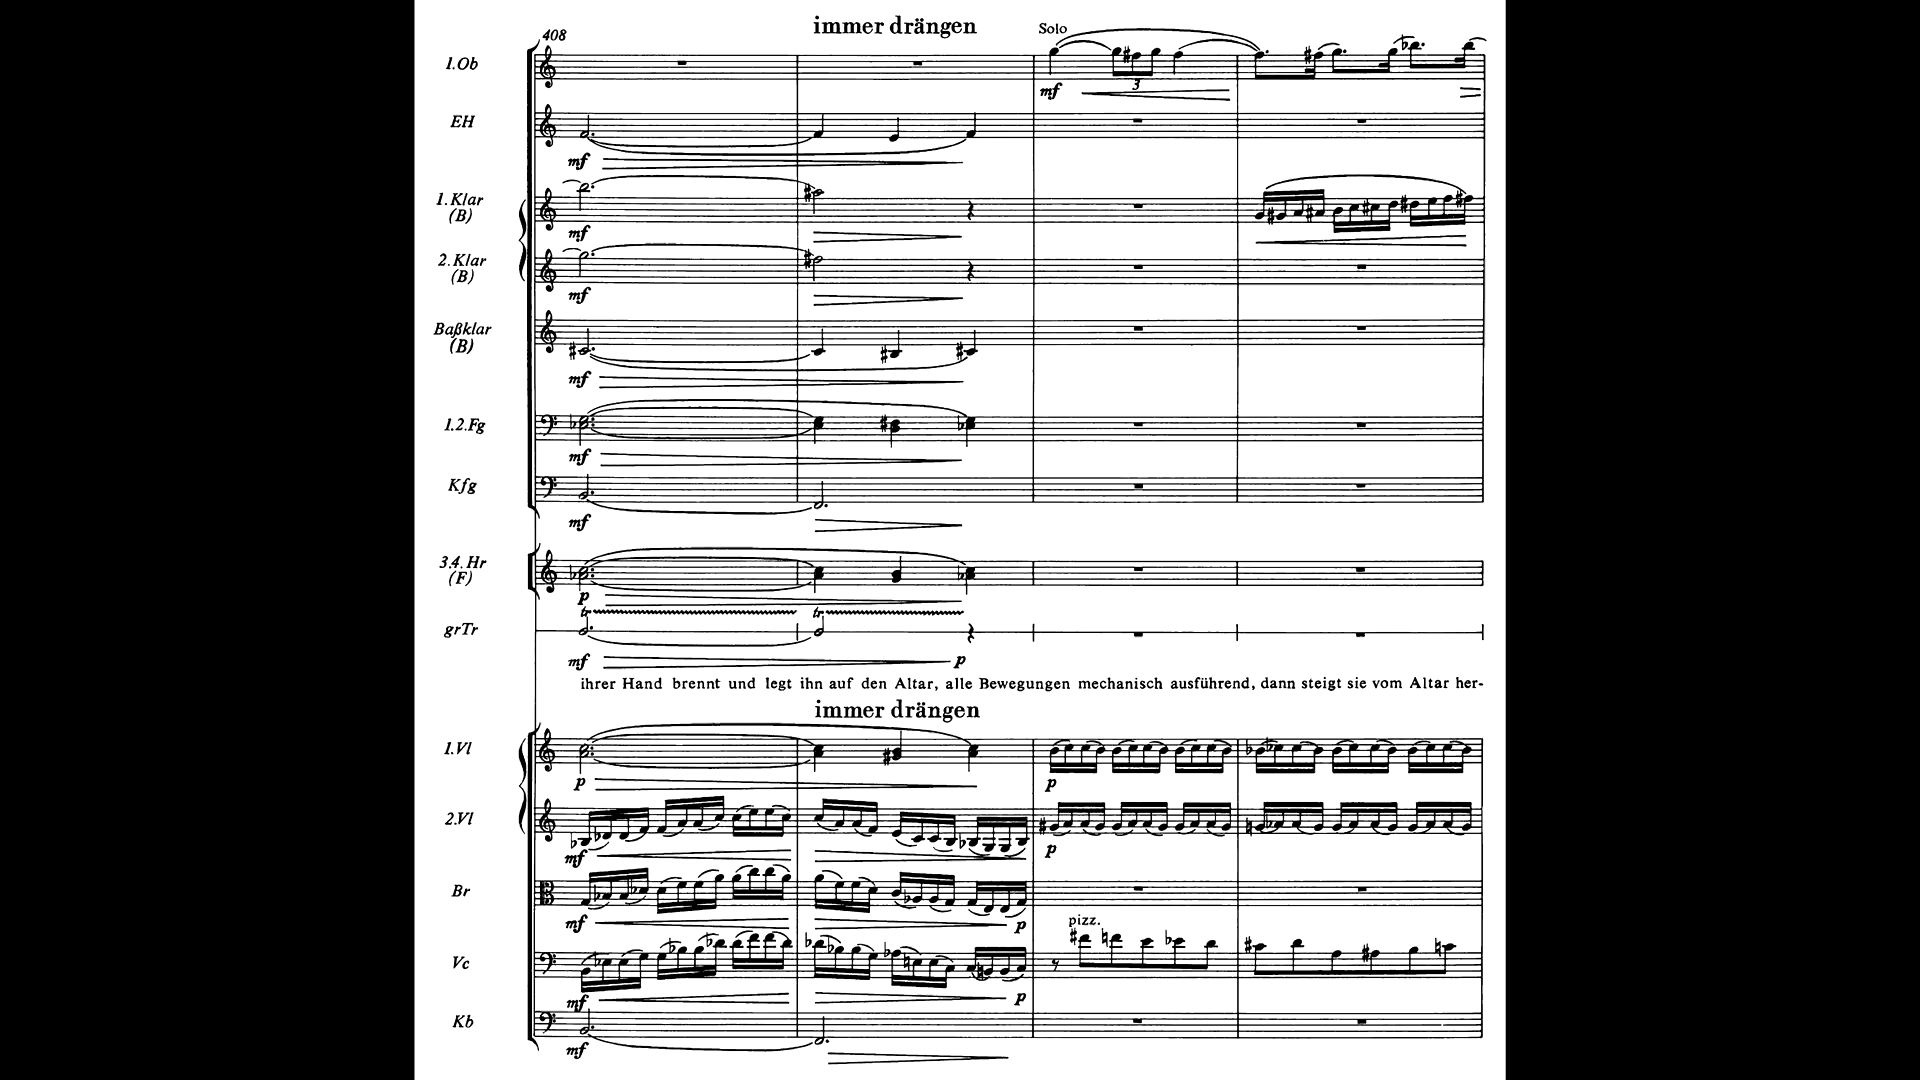 408
immer drängen
Solo
1.Ob
mf
3
EH
mf
1.Klar
(B)
mf
2.Klar
(B)
mf
Baßklar
(B)
mf
1.2.Fg
mf
Kfg
mf
3.4.Hr
(F)
p
tr tr
grTr
mf p
ihrer Hand brennt und legt ihn auf den Altar, alle Bewegungen mechanisch ausführend, dann steigt sie vom Altar her-
immer drängen
1.Vl
p p
2.Vl
mf p
Br
mf p
pizz.
Vc
mf p
Kb
mf